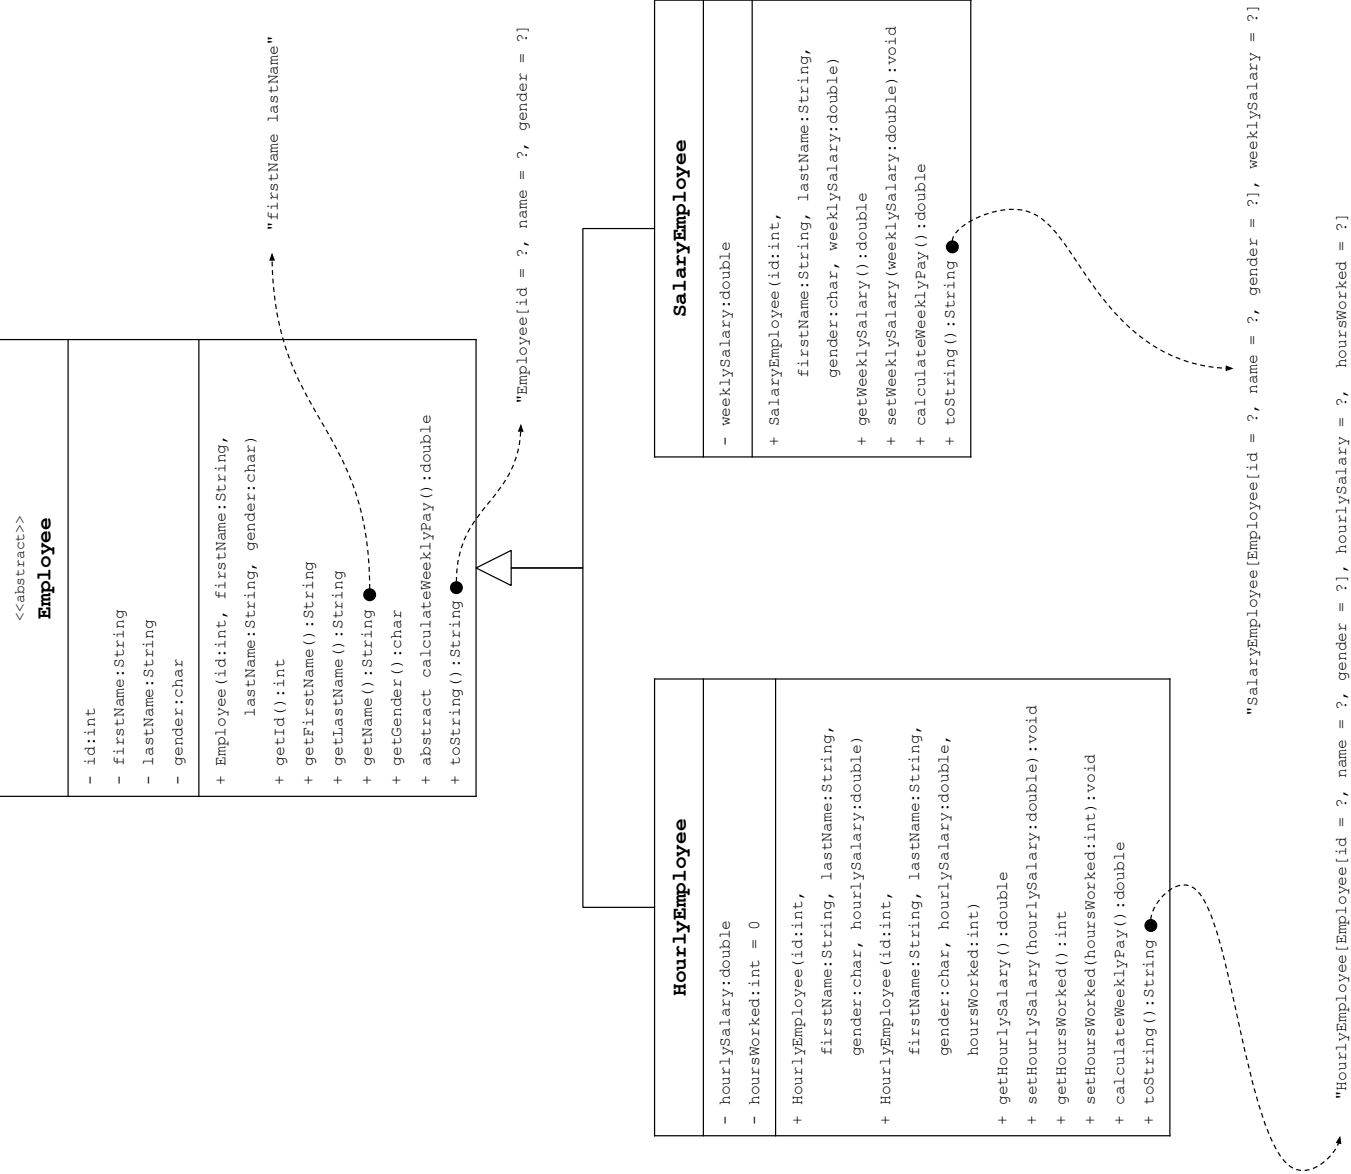 <<abstract>>
Employee
- id:int
- firstName:String
- lastName:String
- gender:char
+ Employee(id:int, firstName:String,
lastName:String, gender:char)
+ getId():int
+ getFirstName():String
+ getLastName():String
+ getName():String
+ getGender():char
+ abstract calculateWeeklyPay():double
+ toString():String
"firstName lastName"
"Employee[id = ?, name = ?, gender = ?]
HourlyEmployee
- hourlySalary:double
- hoursWorked:int = 0
+ HourlyEmployee(id:int,
firstName:String, lastName:String,
gender:char, hourlySalary:double)
+ HourlyEmployee(id:int,
firstName:String, lastName:String,
gender:char, hourlySalary:double,
hoursWorked:int)
+ getHourlySalary():double
+ setHourlySalary(hourlySalary:double):void
+ getHoursWorked():int
+ setHoursWorked(hoursWorked:int):void
+ calculateWeeklyPay():double
+ toString():String
SalaryEmployee
- weeklySalary:double
+ SalaryEmployee(id:int,
firstName:String, lastName:String,
gender:char, weeklySalary:double)
+ getWeeklySalary():double
+ setWeeklySalary(weeklySalary:double):void
+ calculateWeeklyPay():double
+ toString():String
"SalaryEmployee[Employee[id = ?, name = ?, gender = ?], weeklySalary = ?]
"HourlyEmployee[Employee[id = ?, name = ?, gender = ?], hourlySalary = ?, hoursWorked = ?]